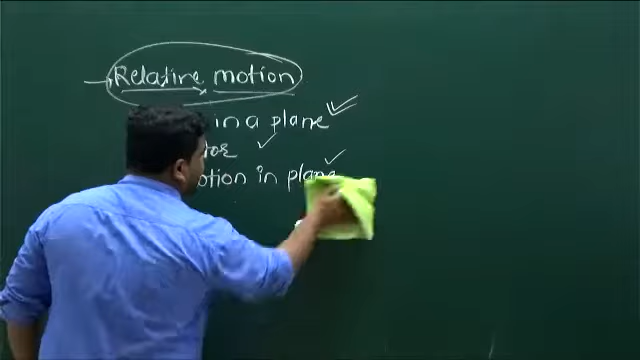 Relative motion
in a plane
tor
otion in plane